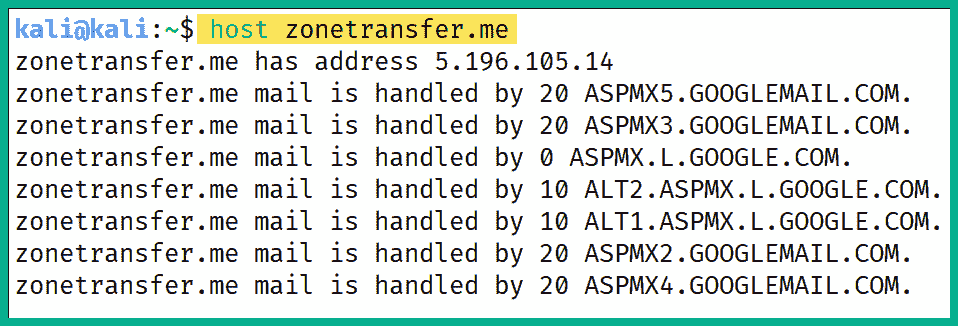 kali@kali:~$ host zonetransfer.me
zonetransfer.me has address 5.196.105.14
zonetransfer.me mail is handled by 20 ASPMX5.GOOGLEMAIL.COM.
zonetransfer.me mail is handled by 20 ASPMX3.GOOGLEMAIL.COM.
zonetransfer.me mail is handled by 0 ASPMX.L.GOOGLE.COM.
zonetransfer.me mail is handled by 10 ALT2.ASPMX.L.GOOGLE.COM.
zonetransfer.me mail is handled by 10 ALT1.ASPMX.L.GOOGLE.COM.
zonetransfer.me mail is handled by 20 ASPMX2.GOOGLEMAIL.COM.
zonetransfer.me mail is handled by 20 ASPMX4.GOOGLEMAIL.COM.